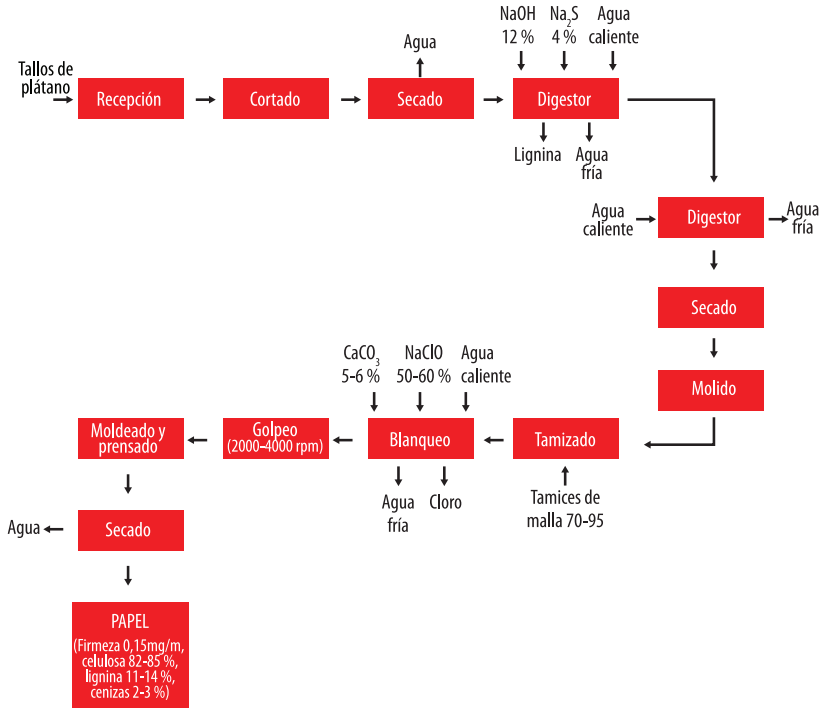 Tallos de
plátano
Recepción
Cortado
Agua
Secado
NaOH
12 %
Na2S
4 %
Agua
caliente
Digestor
Lignina
Agua
fría
Agua
caliente
Digestor
Agua
fría
Secado
Molido
Tamizado
Tamices de
malla 70-95
CaCO3
5-6 %
NaClO
50-60 %
Agua
caliente
Blanqueo
Agua
fría
Cloro
Golpeo
(2000-4000 rpm)
Moldeado y
prensado
Agua
Secado
PAPEL
(Firmeza 0,15mg/m,
celulosa 82-85 %,
lignina 11-14 %,
cenizas 2-3 %)